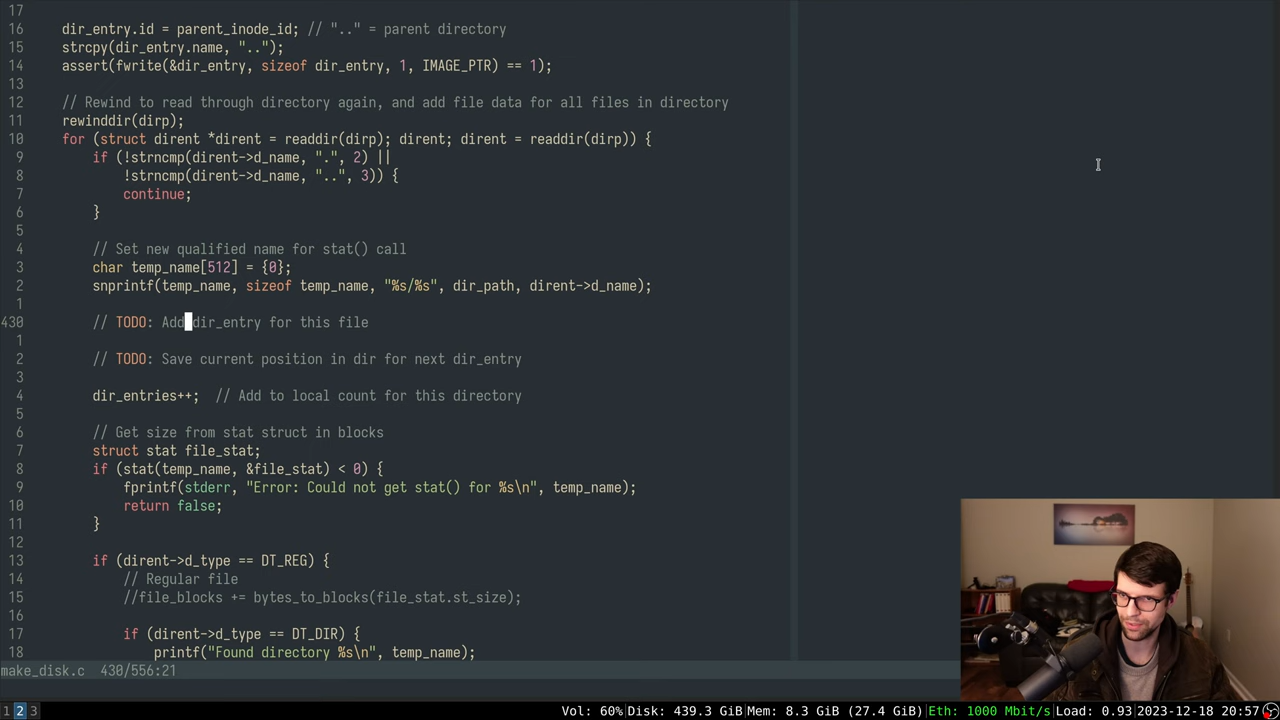 17
16 dir_entry.id = parent_inode_id; // ".." = parent directory
15 strcpy(dir_entry.name, "..");
14 assert(fwrite(&dir_entry, sizeof dir_entry, 1, IMAGE_PTR) == 1);
13
12 // Rewind to read through directory again, and add file data for all files in directory
11 rewinddir(dirp);
10 for (struct dirent *dirent = readdir(dirp); dirent; dirent = readdir(dirp)) {
9 if (!strncmp(dirent->d_name, ".", 2) ||
8 !strncmp(dirent->d_name, "..", 3)) {
7 continue;
6 }
5
4 // Set new qualified name for stat() call
3 char temp_name[512] = {0};
2 snprintf(temp_name, sizeof temp_name, "%s/%s", dir_path, dirent->d_name);
1
430 // TODO: Add dir_entry for this file
1
2 // TODO: Save current position in dir for next dir_entry
3
4 dir_entries++; // Add to local count for this directory
5
6 // Get size from stat struct in blocks
7 struct stat file_stat;
8 if (stat(temp_name, &file_stat) < 0) {
9 fprintf(stderr, "Error: Could not get stat() for %s\n", temp_name);
10 return false;
11 }
12
13 if (dirent->d_type == DT_REG) {
14 // Regular file
15 //file_blocks += bytes_to_blocks(file_stat.st_size);
16
17 if (dirent->d_type == DT_DIR) {
18 printf("Found directory %s\n", temp_name);
make_disk.c 430/556:21
1 2 3 Vol: 60% Disk: 439.3 GiB Mem: 8.3 GiB (27.4 GiB) Eth: 1000 Mbit/s Load: 0.93 2023-12-18 20:57